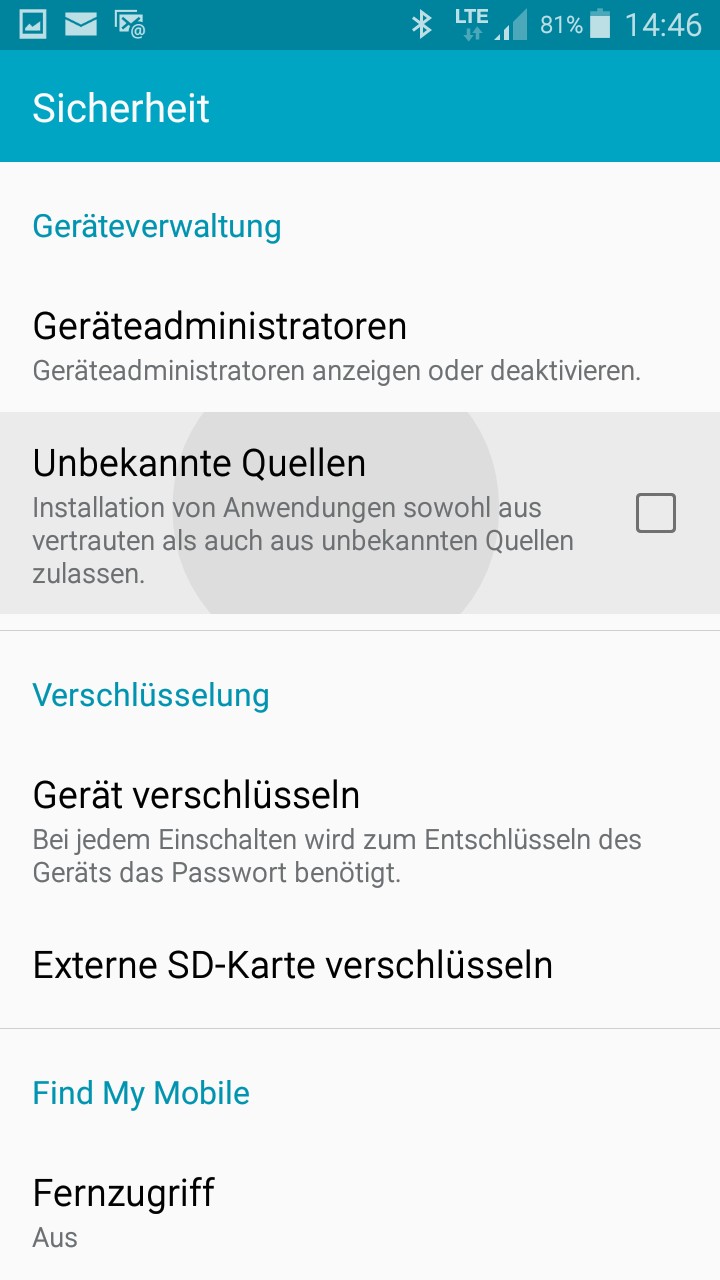 LTE 81% 14:46
Sicherheit
Geräteverwaltung
Geräteadministratoren
Geräteadministratoren anzeigen oder deaktivieren.
Unbekannte Quellen
Installation von Anwendungen sowohl aus
vertrauten als auch aus unbekannten Quellen
zulassen.
Verschlüsselung
Gerät verschlüsseln
Bei jedem Einschalten wird zum Entschlüsseln des
Geräts das Passwort benötigt.
Externe SD-Karte verschlüsseln
Find My Mobile
Fernzugriff
Aus